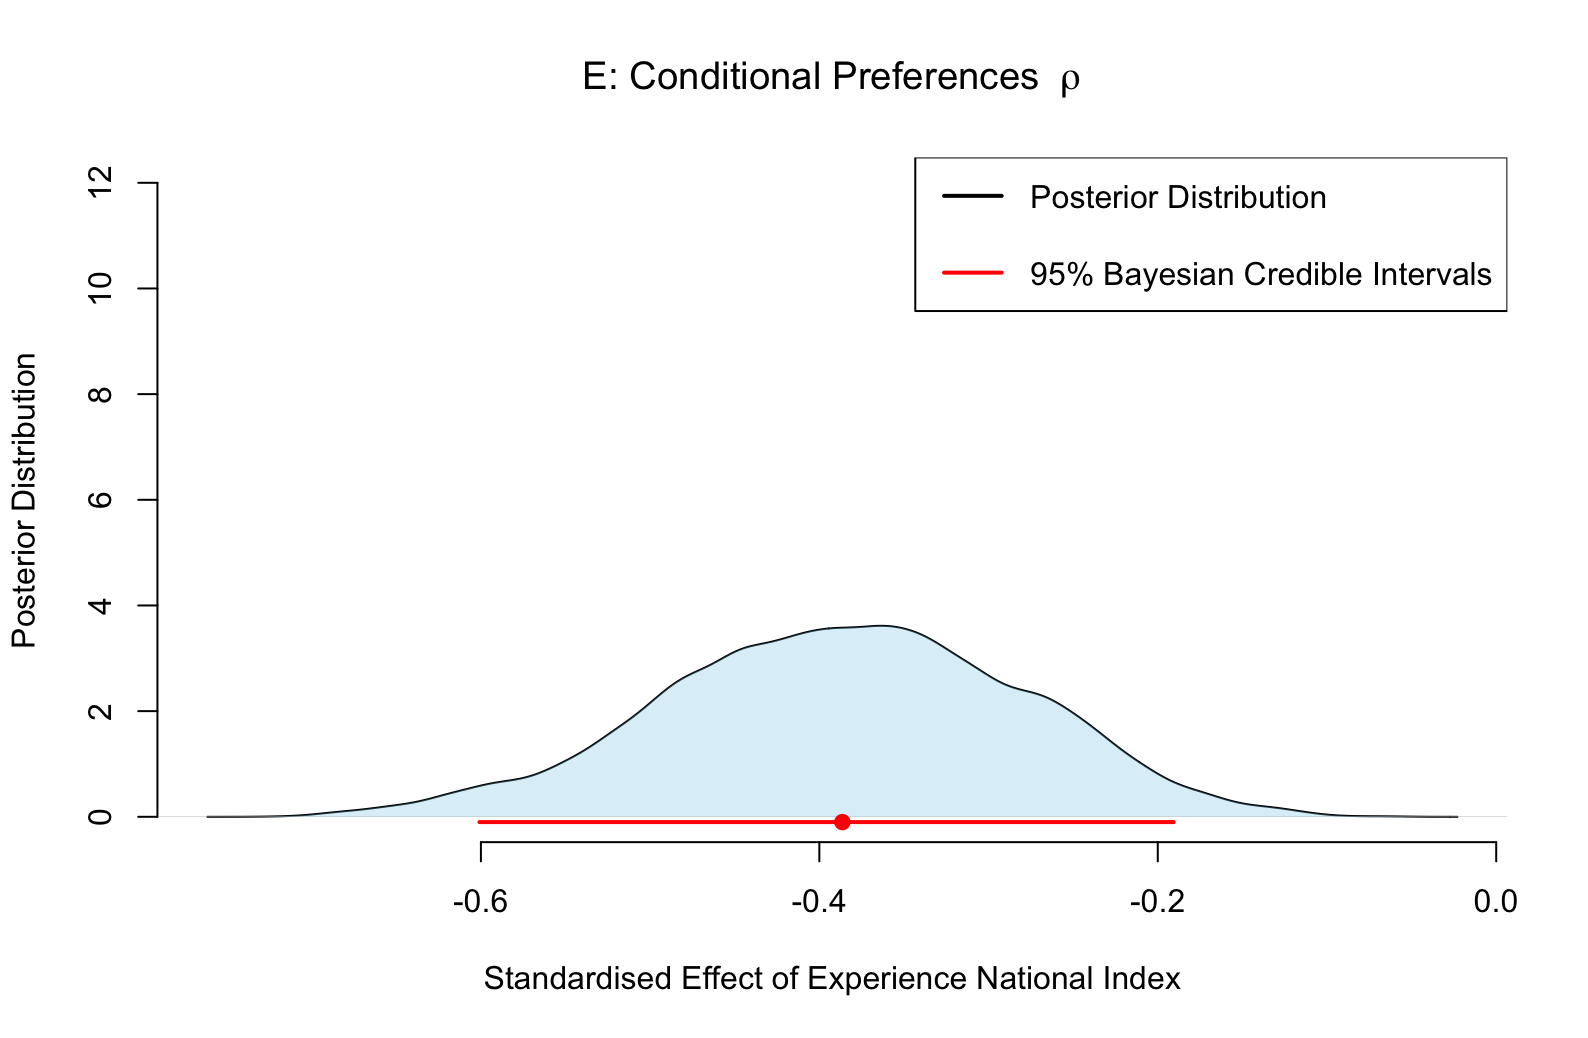 E: Conditional Preferences ρ
Posterior Distribution
95% Bayesian Credible Intervals
Posterior Distribution
12
10
8
6
4
2
0
-0.6
-0.4
-0.2
0.0
Standardised Effect of Experience National Index